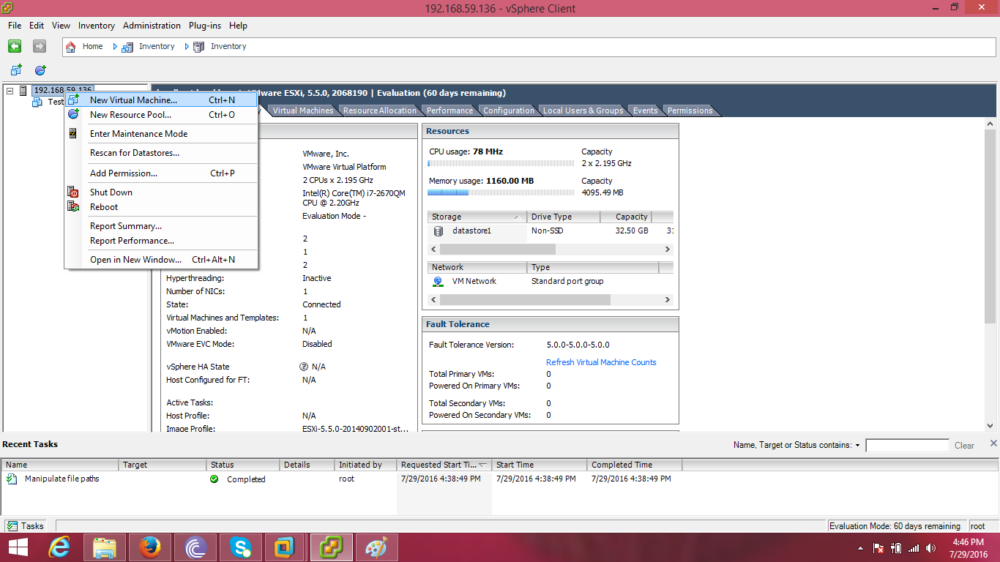 192.168.59.136 - vSphere Client
File Edit View Inventory Administration Plug-ins Help
Home Inventory Inventory
192.168.59.136
Test
VMware ESXi, 5.5.0, 2068190 | Evaluation (60 days remaining)
Virtual Machines Resource Allocation Performance Configuration Local Users & Groups Events Permissions
New Virtual Machine... Ctrl+N
New Resource Pool... Ctrl+O
Enter Maintenance Mode
Rescan for Datastores...
Add Permission... Ctrl+P
Shut Down
Reboot
Report Summary...
Report Performance...
Open in New Window... Ctrl+Alt+N
VMware, Inc.
VMware Virtual Platform
2 CPUs x 2.195 GHz
Intel(R) Core(TM) i7-2670QM
CPU @ 2.20GHz
Evaluation Mode -
2
1
2
Hyperthreading: Inactive
Number of NICs: 1
State: Connected
Virtual Machines and Templates: 1
vMotion Enabled: N/A
VMware EVC Mode: Disabled
vSphere HA State N/A
Host Configured for FT: N/A
Active Tasks:
Host Profile: N/A
Image Profile: ESXi-5.5.0-20140902001-st...
Resources
CPU usage: 78 MHz Capacity
2 x 2.195 GHz
Memory usage: 1160.00 MB Capacity
4095.49 MB
Storage Drive Type Capacity
datastore1 Non-SSD 32.50 GB 31
Network Type
VM Network Standard port group
Fault Tolerance
Fault Tolerance Version: 5.0.0-5.0.0-5.0.0
Refresh Virtual Machine Counts
Total Primary VMs: 0
Powered On Primary VMs: 0
Total Secondary VMs: 0
Powered On Secondary VMs: 0
Recent Tasks
Name, Target or Status contains: Clear
Name Target Status Details Initiated by Requested Start Ti... Start Time Completed Time
Manipulate file paths Completed root 7/29/2016 4:38:49 PM 7/29/2016 4:38:49 PM 7/29/2016 4:38:49 PM
Tasks Evaluation Mode: 60 days remaining root
4:46 PM
7/29/2016